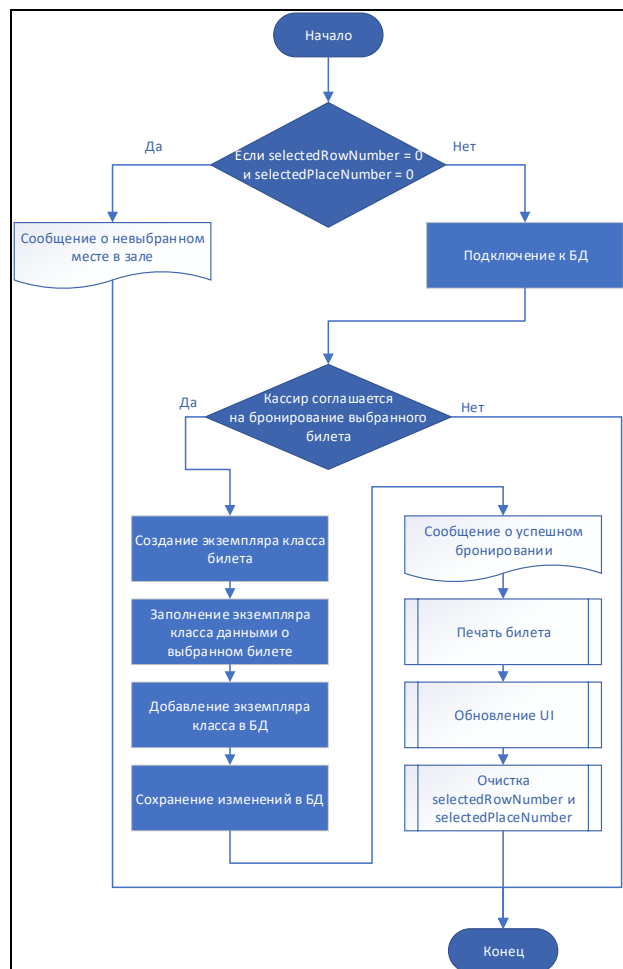 Начало
Если selectedRowNumber = 0
и selectedPlaceNumber = 0
Да
Нет
Сообщение о невыбранном
месте в зале
Подключение к БД
Кассир соглашается
на бронирование выбранного
билета
Да
Нет
Создание экземпляра класса
билета
Заполнение экземпляра
класса данными о
выбранном билете
Добавление экземпляра
класса в БД
Сохранение изменений в БД
Сообщение о успешном
бронировании
Печать билета
Обновление UI
Очистка
selectedRowNumber и
selectedPlaceNumber
Конец